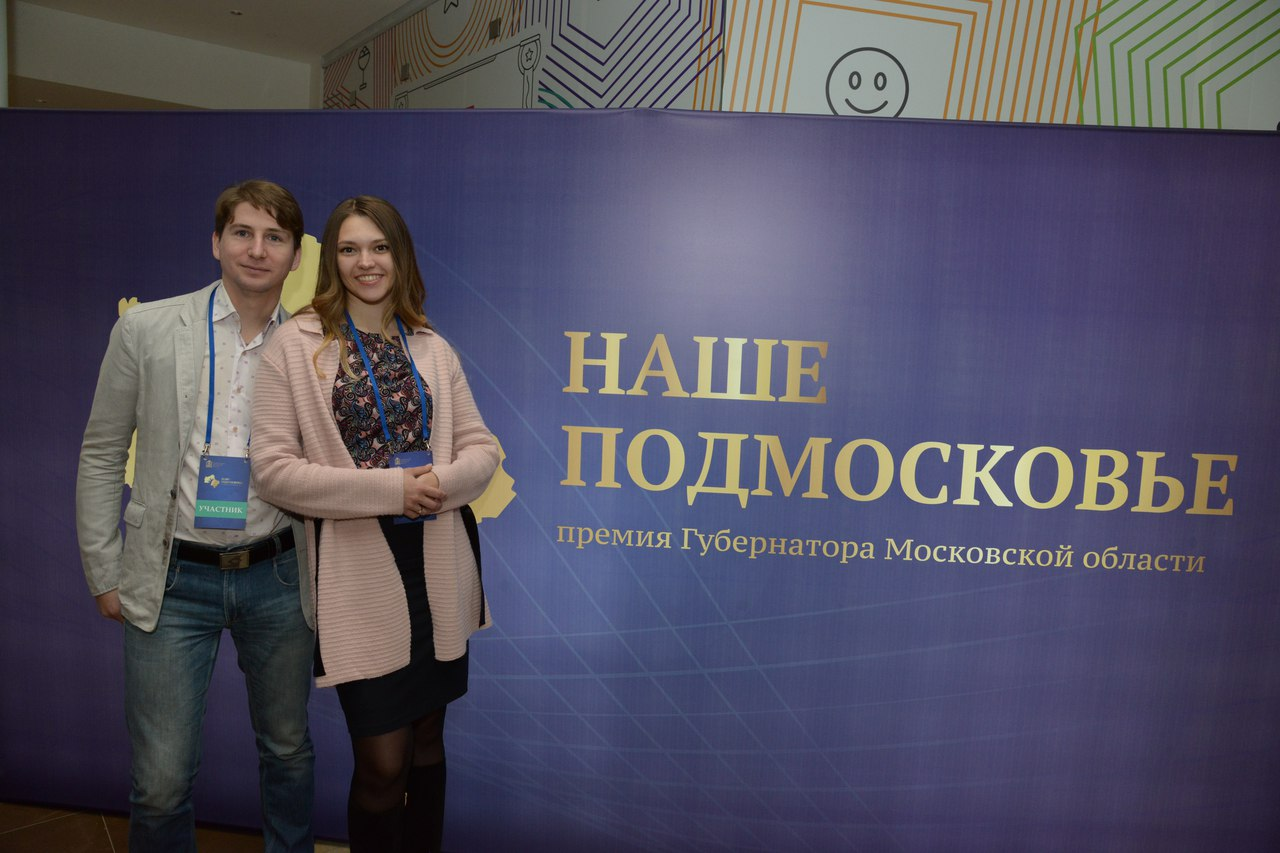 НАШЕ
ПОДМОСКОВЬЕ
премия Губернатора Московской области
УЧАСТНИК